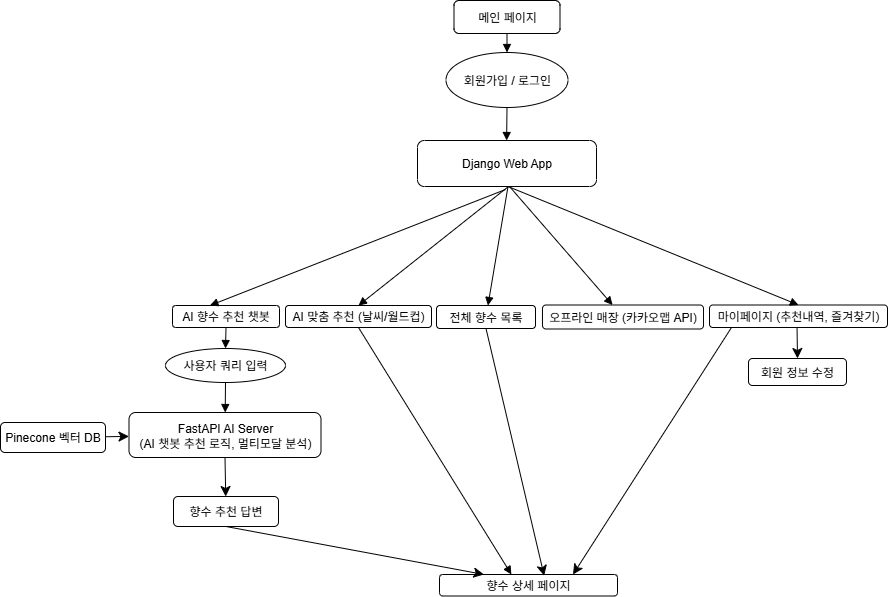 메인 페이지
회원가입 / 로그인
Django Web App
AI 향수 추천 챗봇
AI 맞춤 추천 (날씨/월드컵)
전체 향수 목록
오프라인 매장 (카카오맵 API)
마이페이지 (추천내역, 즐겨찾기)
사용자 쿼리 입력
회원 정보 수정
Pinecone 벡터 DB
FastAPI AI Server
(AI 챗봇 추천 로직, 멀티모달 분석)
향수 추천 답변
향수 상세 페이지